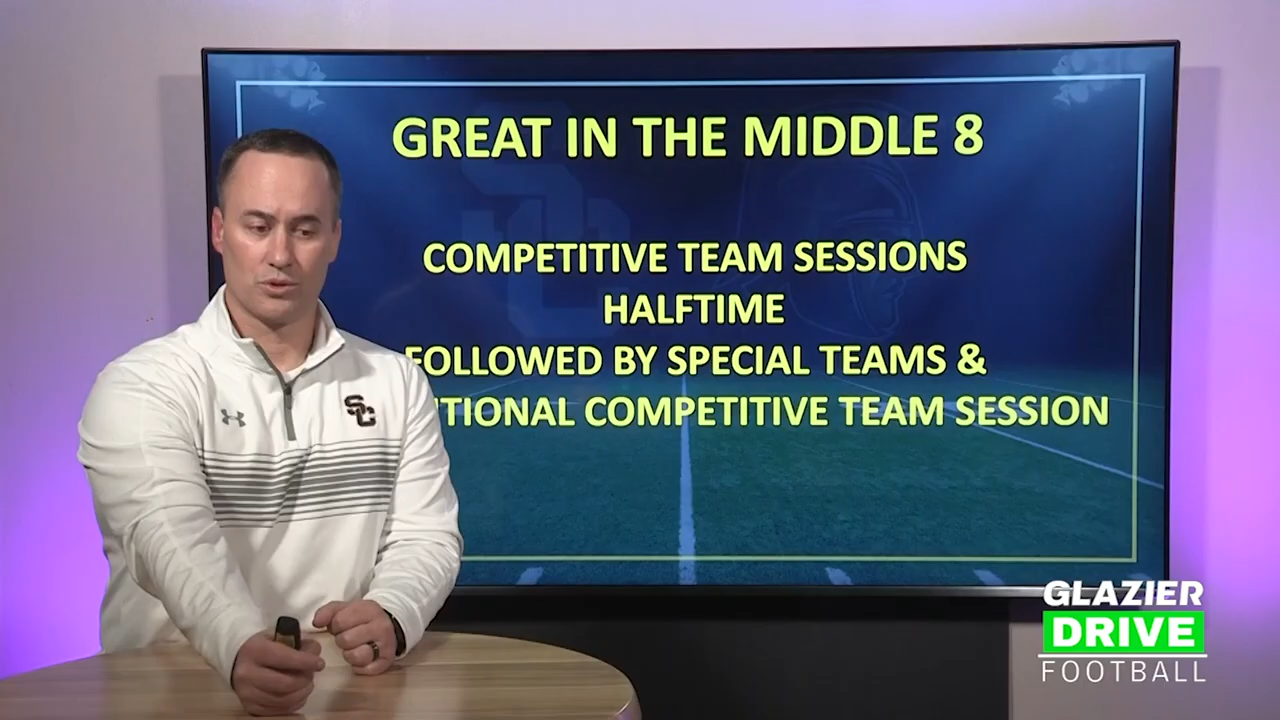 GREAT IN THE MIDDLE 8
COMPETITIVE TEAM SESSIONS
HALFTIME
FOLLOWED BY SPECIAL TEAMS &
ITIONAL COMPETITIVE TEAM SESSION
SC
GLAZIER
DRIVE
FOOTBALL